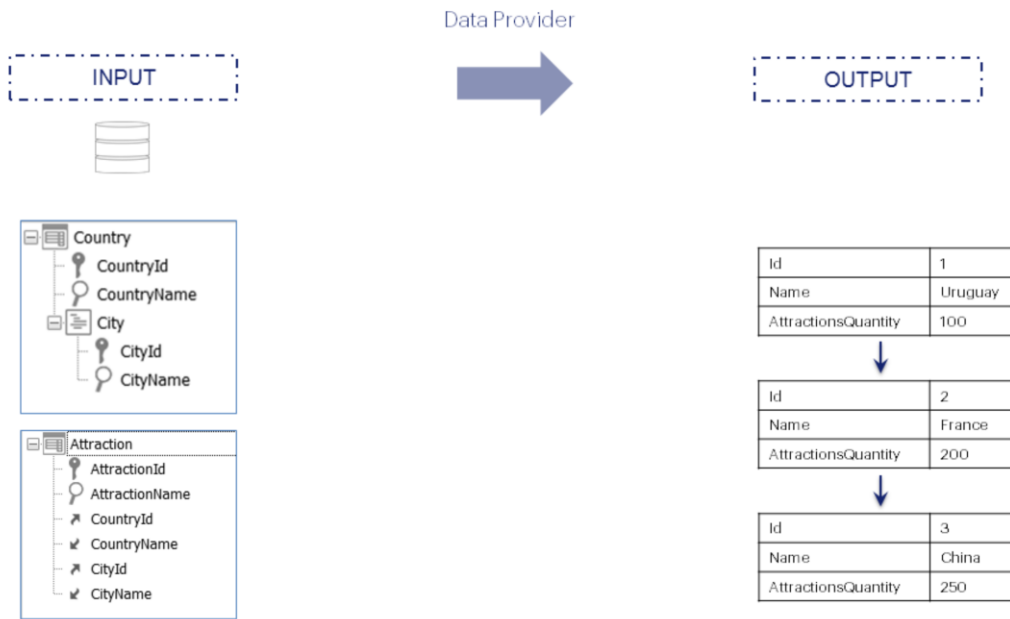 Data Provider
INPUT
OUTPUT
Country
CountryId
CountryName
City
CityId
CityName
Attraction
AttractionId
AttractionName
CountryId
CountryName
CityId
CityName
Id 1
Name Uruguay
AttractionsQuantity 100
Id 2
Name France
AttractionsQuantity 200
Id 3
Name China
AttractionsQuantity 250